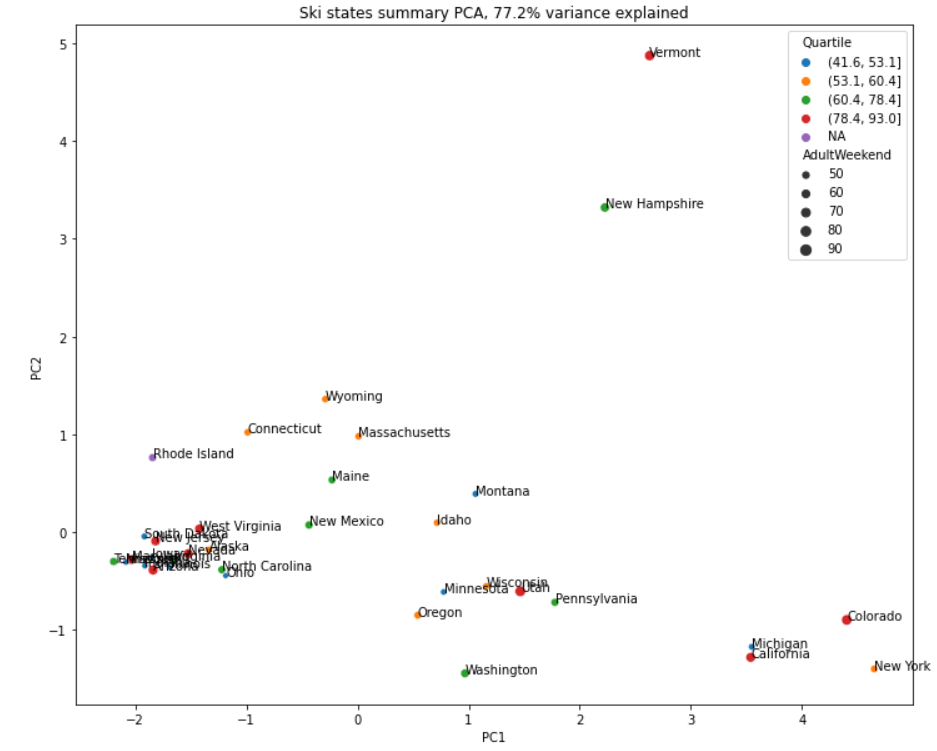 Ski states summary PCA, 77.2% variance explained
5
4
3
2
1
0
−1
PC2
−2
−1
0
1
2
3
4
PC1
Quartile
(41.6, 53.1]
(53.1, 60.4]
(60.4, 78.4]
(78.4, 93.0]
NA
AdultWeekend
50
60
70
80
90
Vermont
New Hampshire
Wyoming
Connecticut
Massachusetts
Rhode Island
Maine
Montana
Idaho
New Mexico
West Virginia
South Dakota
New Jersey
Alaska
Nevada
North Carolina
Ohio
Arizona
Wisconsin
Utah
Minnesota
Pennsylvania
Oregon
Washington
Colorado
Michigan
California
New York